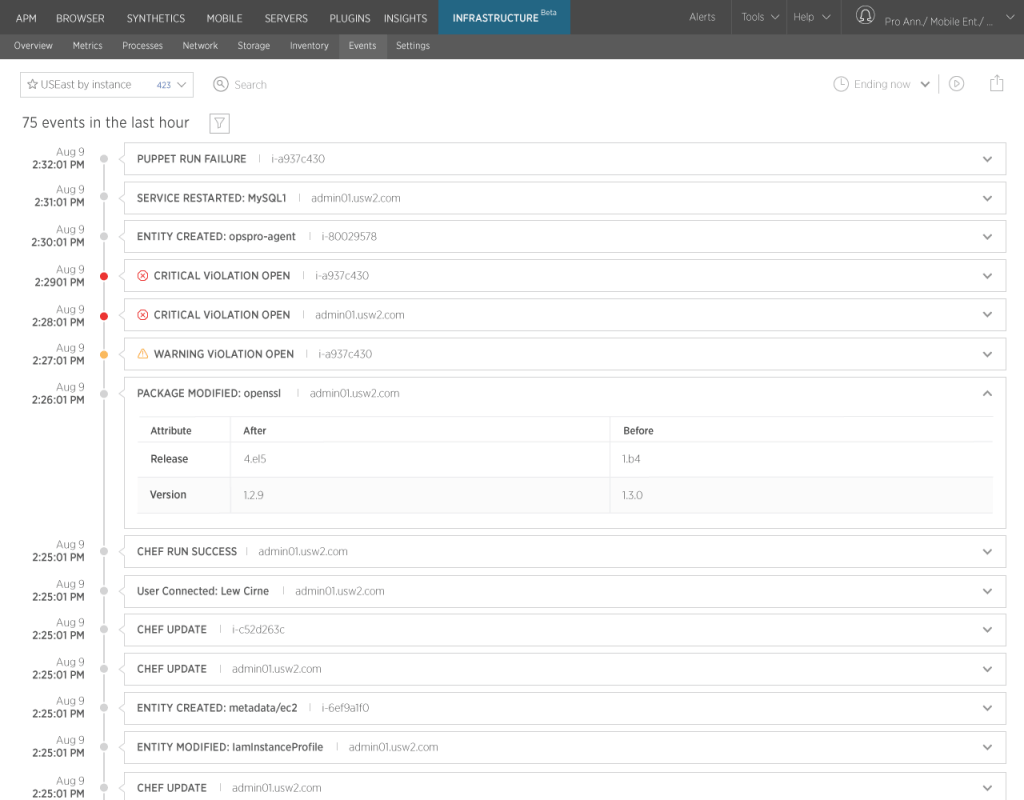 APM BROWSER SYNTHETICS MOBILE SERVERS PLUGINS INSIGHTS INFRASTRUCTURE Beta Alerts Tools Help Pro Ann./ Mobile Ent./ ...
Overview Metrics Processes Network Storage Inventory Events Settings
USEast by instance 423 Search Ending now
75 events in the last hour
Aug 9
2:32:01 PM PUPPET RUN FAILURE | i-a937c430
Aug 9
2:31:01 PM SERVICE RESTARTED: MySQL1 | admin01.usw2.com
Aug 9
2:30:01 PM ENTITY CREATED: opspro-agent | i-80029578
Aug 9
2:2901 PM CRITICAL ViOLATION OPEN | i-a937c430
Aug 9
2:28:01 PM CRITICAL ViOLATION OPEN | admin01.usw2.com
Aug 9
2:27:01 PM WARNING ViOLATION OPEN | i-a937c430
Aug 9
2:26:01 PM PACKAGE MODIFIED: openssl | admin01.usw2.com
Attribute After Before
Release 4.el5 1.b4
Version 1.2.9 1.3.0
Aug 9
2:25:01 PM CHEF RUN SUCCESS | admin01.usw2.com
Aug 9
2:25:01 PM User Connected: Lew Cirne | admin01.usw2.com
Aug 9
2:25:01 PM CHEF UPDATE | i-c52d263c
Aug 9
2:25:01 PM CHEF UPDATE | admin01.usw2.com
Aug 9
2:25:01 PM ENTITY CREATED: metadata/ec2 | i-6ef9a1f0
Aug 9
2:25:01 PM ENTITY MODIFIED: IamInstanceProfile | admin01.usw2.com
Aug 9
2:25:01 PM CHEF UPDATE | admin01.usw2.com